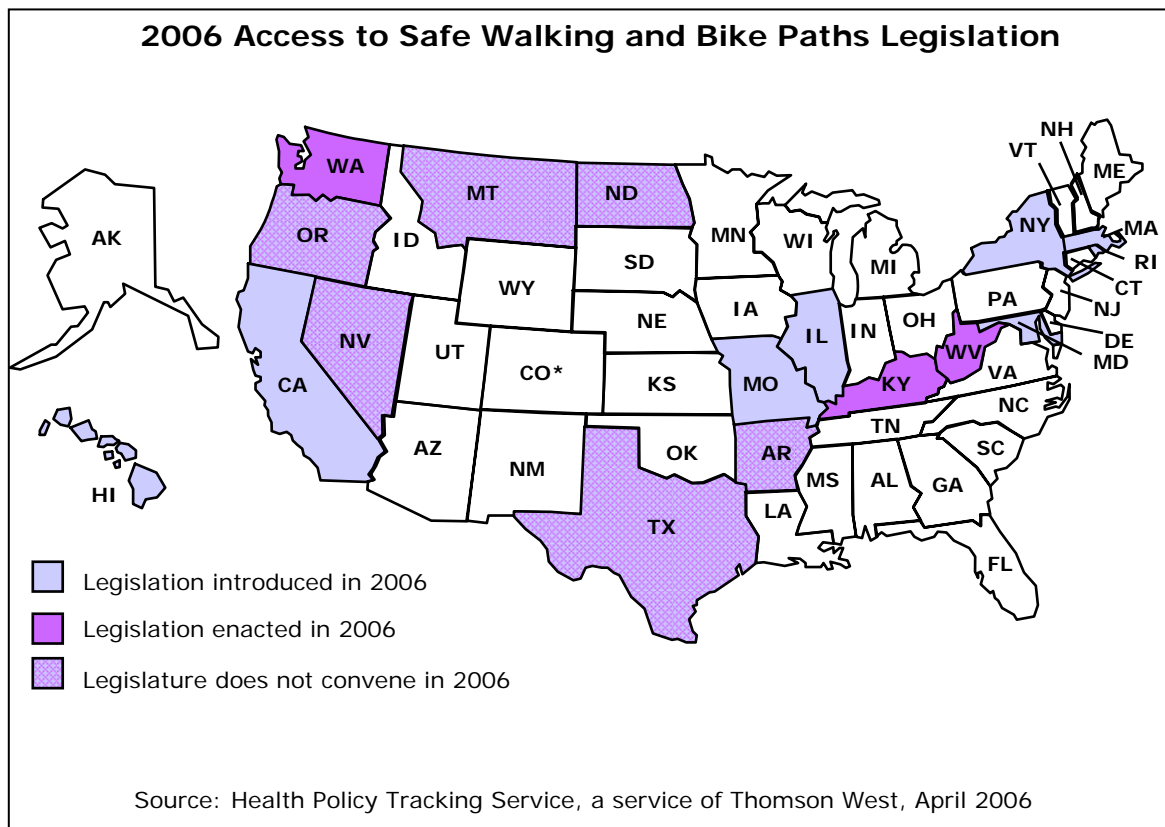 2006 Access to Safe Walking and Bike Paths Legislation
NH
VT
ME
WA
MT
ND
AK
OR
ID
MN
WI
NY
MA
MI
RI
SD
WY
CT
PA
NJ
IA
NE
OH
DE
NV
IL
IN
UT
WV
MD
CO*
CA
KS
MO
KY
VA
NC
TN
AZ
OK
AR
SC
NM
MS
AL
GA
HI
LA
TX
FL
Legislation introduced in 2006
Legislation enacted in 2006
Legislature does not convene in 2006
Source: Health Policy Tracking Service, a service of Thomson West, April 2006